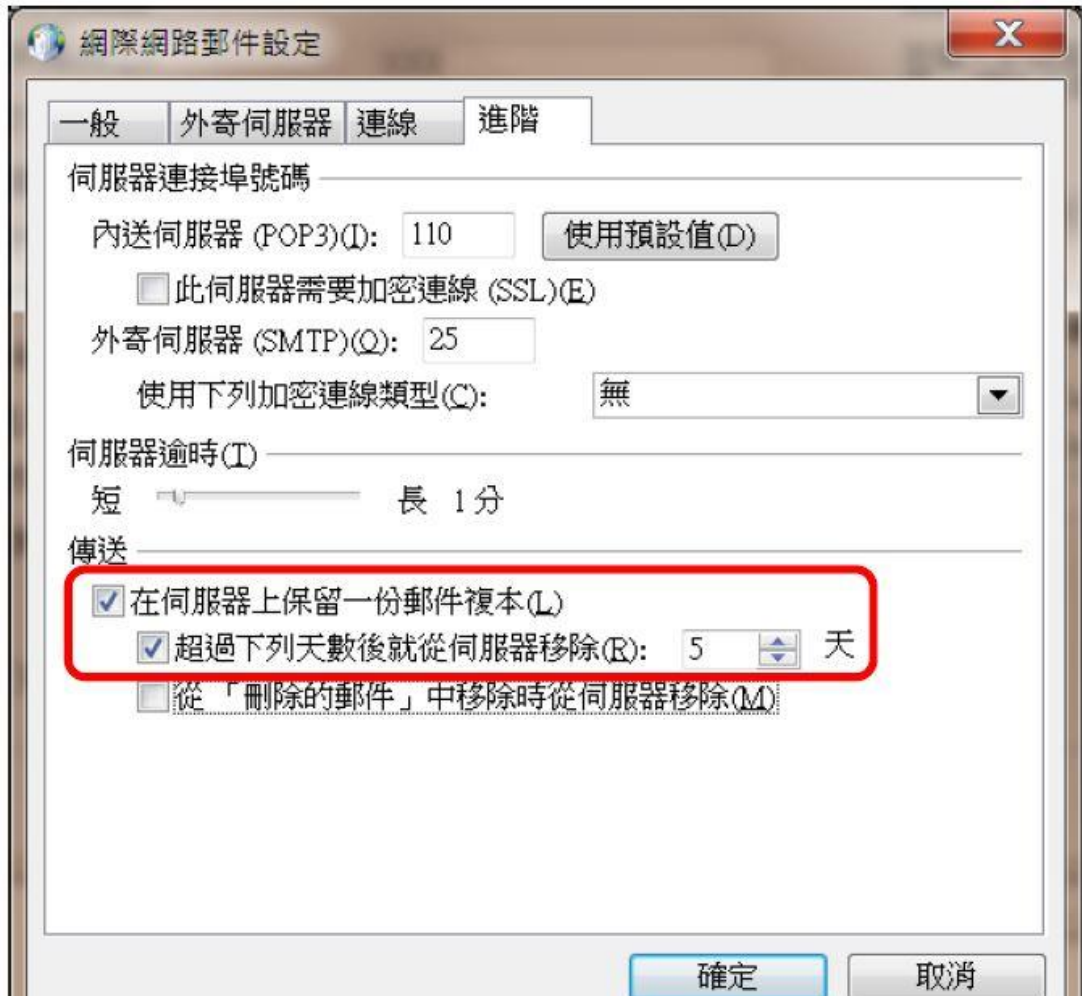 網際網路郵件設定
一般 外寄伺服器 連線 進階
伺服器連接埠號碼
內送伺服器 (POP3)(I): 110 使用預設值(D)
此伺服器需要加密連線 (SSL)(E)
外寄伺服器 (SMTP)(O): 25
使用下列加密連線類型(C): 無
伺服器逾時(T)
短 長 1 分
傳送
在伺服器上保留一份郵件複本(L)
超過下列天數後就從伺服器移除(R): 5 天
從「刪除的郵件」中移除時從伺服器移除(M)
確定 取消